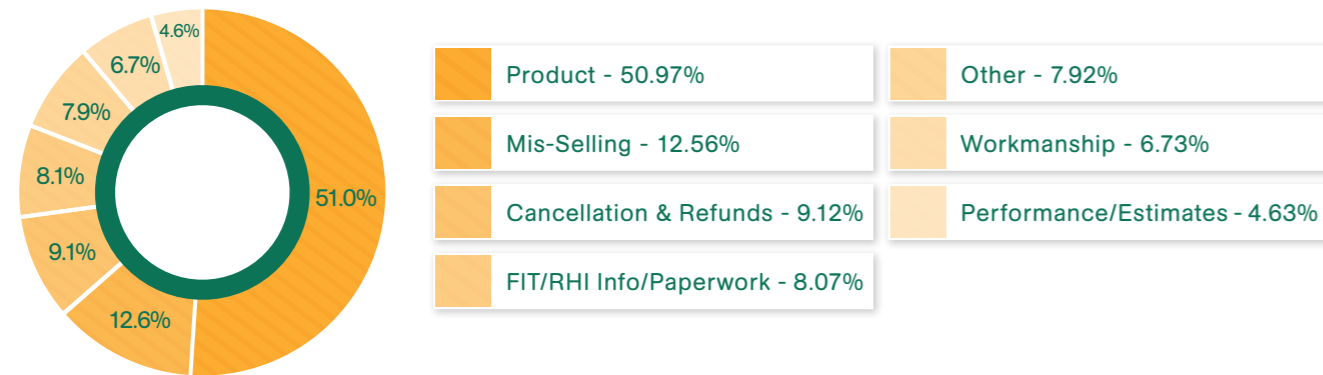 4.6%
6.7%
7.9%
8.1%
9.1%
12.6%
51.0%
Product - 50.97%
Mis-Selling - 12.56%
Cancellation & Refunds - 9.12%
FIT/RHI Info/Paperwork - 8.07%
Other - 7.92%
Workmanship - 6.73%
Performance/Estimates - 4.63%